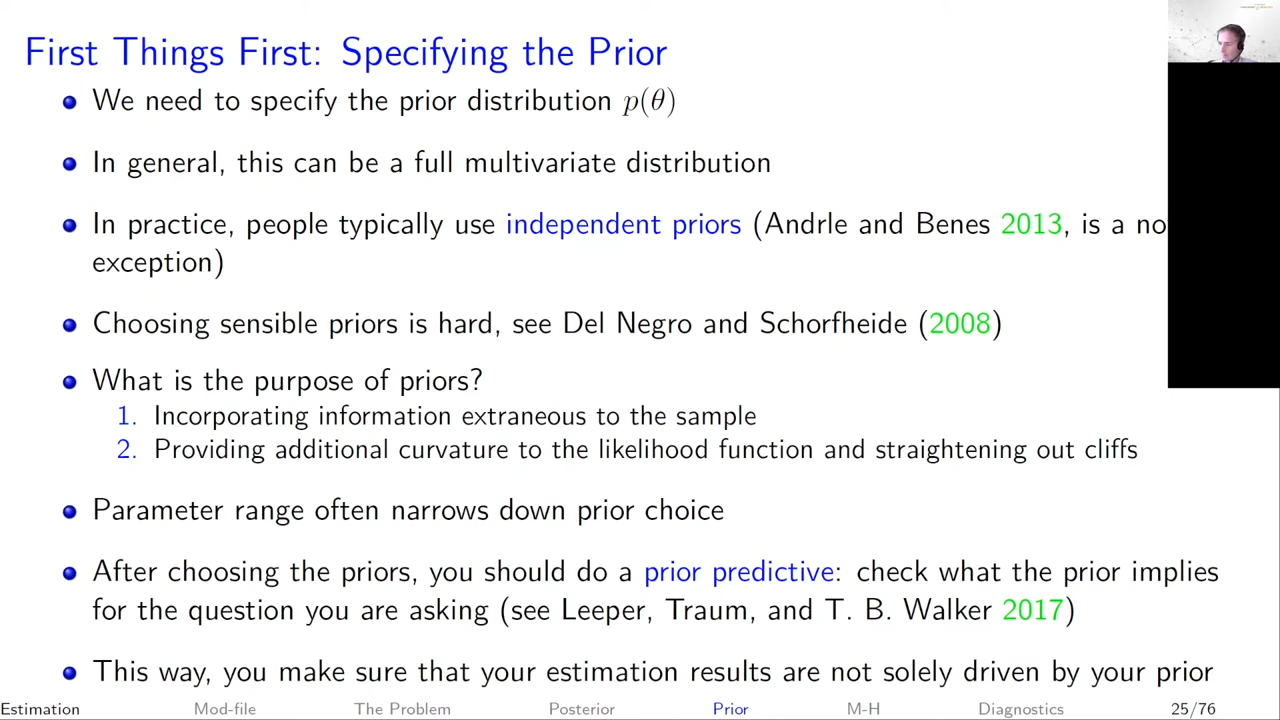 First Things First: Specifying the Prior
We need to specify the prior distribution p(θ)
In general, this can be a full multivariate distribution
In practice, people typically use independent priors (Andrle and Benes 2013, is a no
exception)
Choosing sensible priors is hard, see Del Negro and Schorfheide (2008)
What is the purpose of priors?
1. Incorporating information extraneous to the sample
2. Providing additional curvature to the likelihood function and straightening out cliffs
Parameter range often narrows down prior choice
After choosing the priors, you should do a prior predictive: check what the prior implies
for the question you are asking (see Leeper, Traum, and T. B. Walker 2017)
This way, you make sure that your estimation results are not solely driven by your prior
Estimation Mod-file The Problem Posterior Prior M-H Diagnostics 25/76